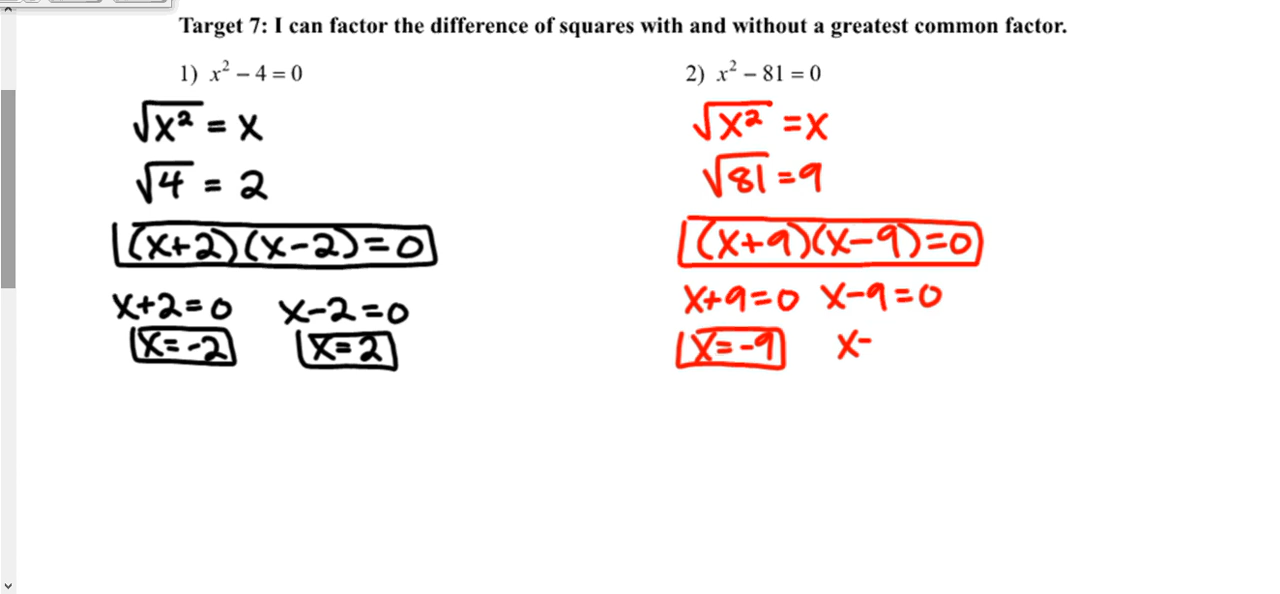 Target 7: I can factor the difference of squares with and without a greatest common factor.
1) x² – 4 = 0
√x² = x
√4 = 2
(x+2)(x-2)=0
x+2=0 x-2=0
x=-2 x=2
2) x² – 81 = 0
√x² = x
√81 = 9
(x+9)(x-9)=0
x+9=0 x-9=0
x=-9 x-